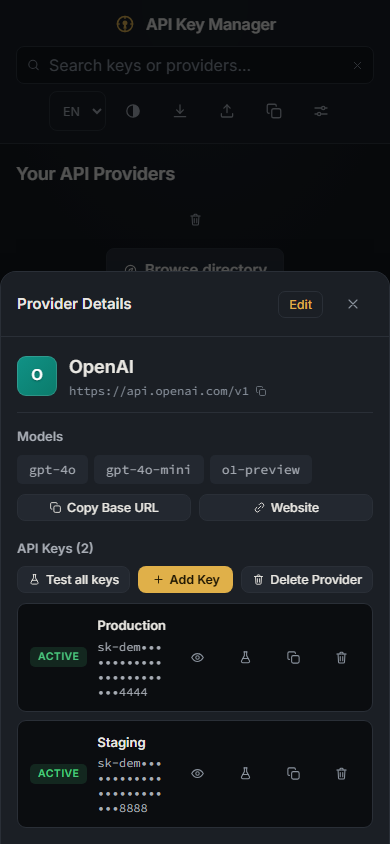 API Key Manager
Search keys or providers...
EN
Your API Providers
Browse directory
Provider Details
Edit
O
OpenAI
https://api.openai.com/v1
Models
gpt-4o
gpt-4o-mini
o1-preview
Copy Base URL
Website
API Keys (2)
Test all keys
Add Key
Delete Provider
ACTIVE
Production
sk-dem•••
•••••••••
•••••••••
•••4444
ACTIVE
Staging
sk-dem•••
•••••••••
•••••••••
•••8888